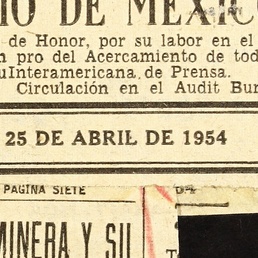 IO DE MEXICO
de Honor, por su labor en el
n pro del Acercamiento de tod
Interamericana de Prensa.
Circulación en el Audit Bur
25 DE ABRIL DE 1954
PAGINA SIETE
MINERA Y SU